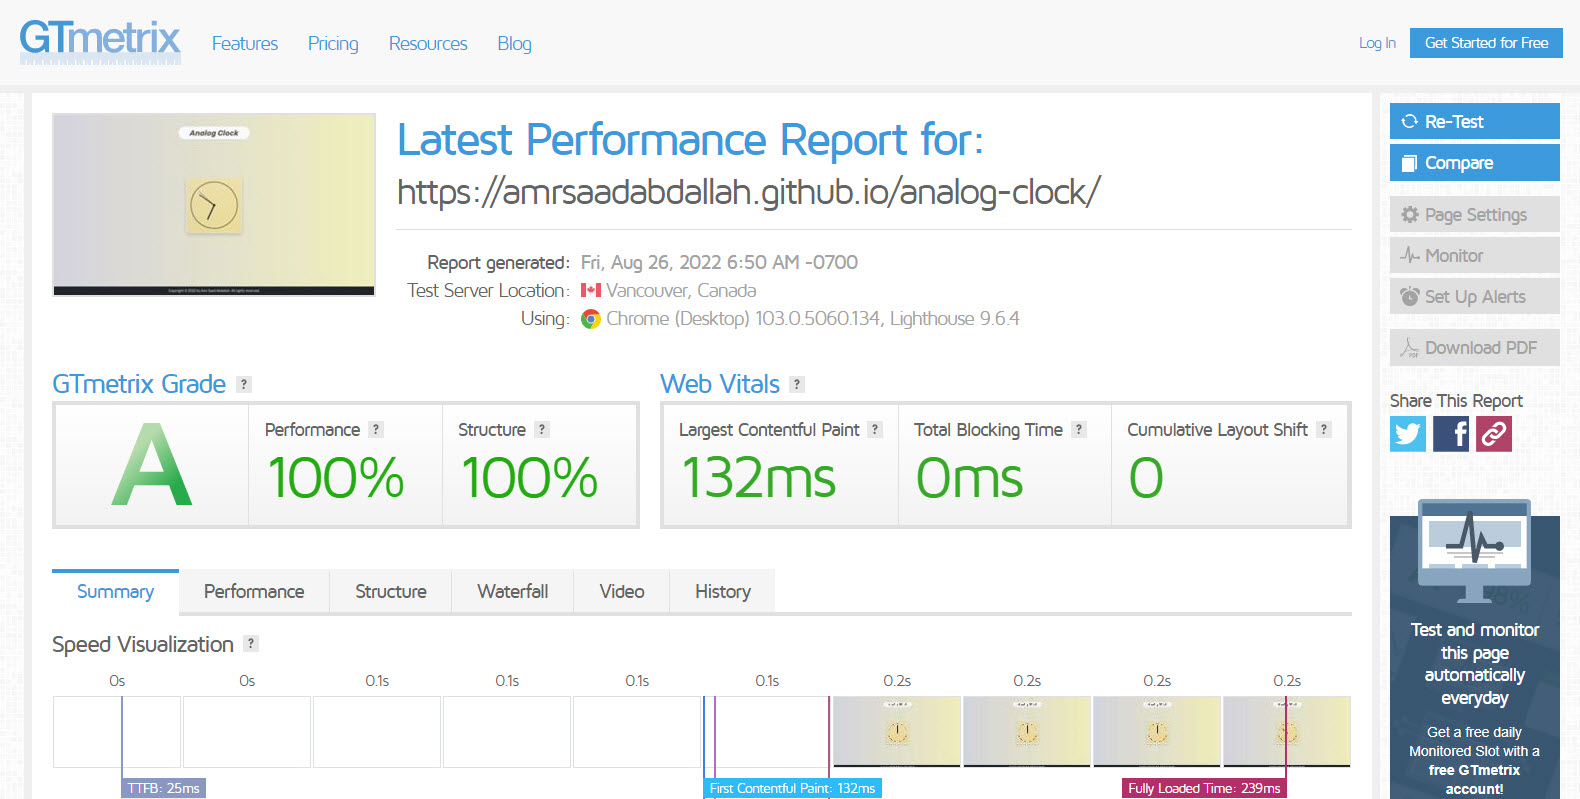 GTmetrix
Features Pricing Resources Blog
Log In Get Started for Free
Analog Clock
Latest Performance Report for:
https://amrsaadabdallah.github.io/analog-clock/
Report generated: Fri, Aug 26, 2022 6:50 AM -0700
Test Server Location: Vancouver, Canada
Using: Chrome (Desktop) 103.0.5060.134, Lighthouse 9.6.4
Re-Test
Compare
Page Settings
Monitor
Set Up Alerts
PDF Download PDF
Share This Report
GTmetrix Grade ?
A
Performance ?
100%
Structure ?
100%
Web Vitals ?
Largest Contentful Paint ?
132ms
Total Blocking Time ?
0ms
Cumulative Layout Shift ?
0
Summary Performance Structure Waterfall Video History
Speed Visualization ?
0s 0s 0.1s 0.1s 0.1s 0.1s 0.2s 0.2s 0.2s 0.2s
TTFB: 25ms
First Contentful Paint: 132ms
Fully Loaded Time: 239ms
Test and monitor
this page
automatically
everyday
Get a free daily
Monitored Slot with a
free GTmetrix
account!